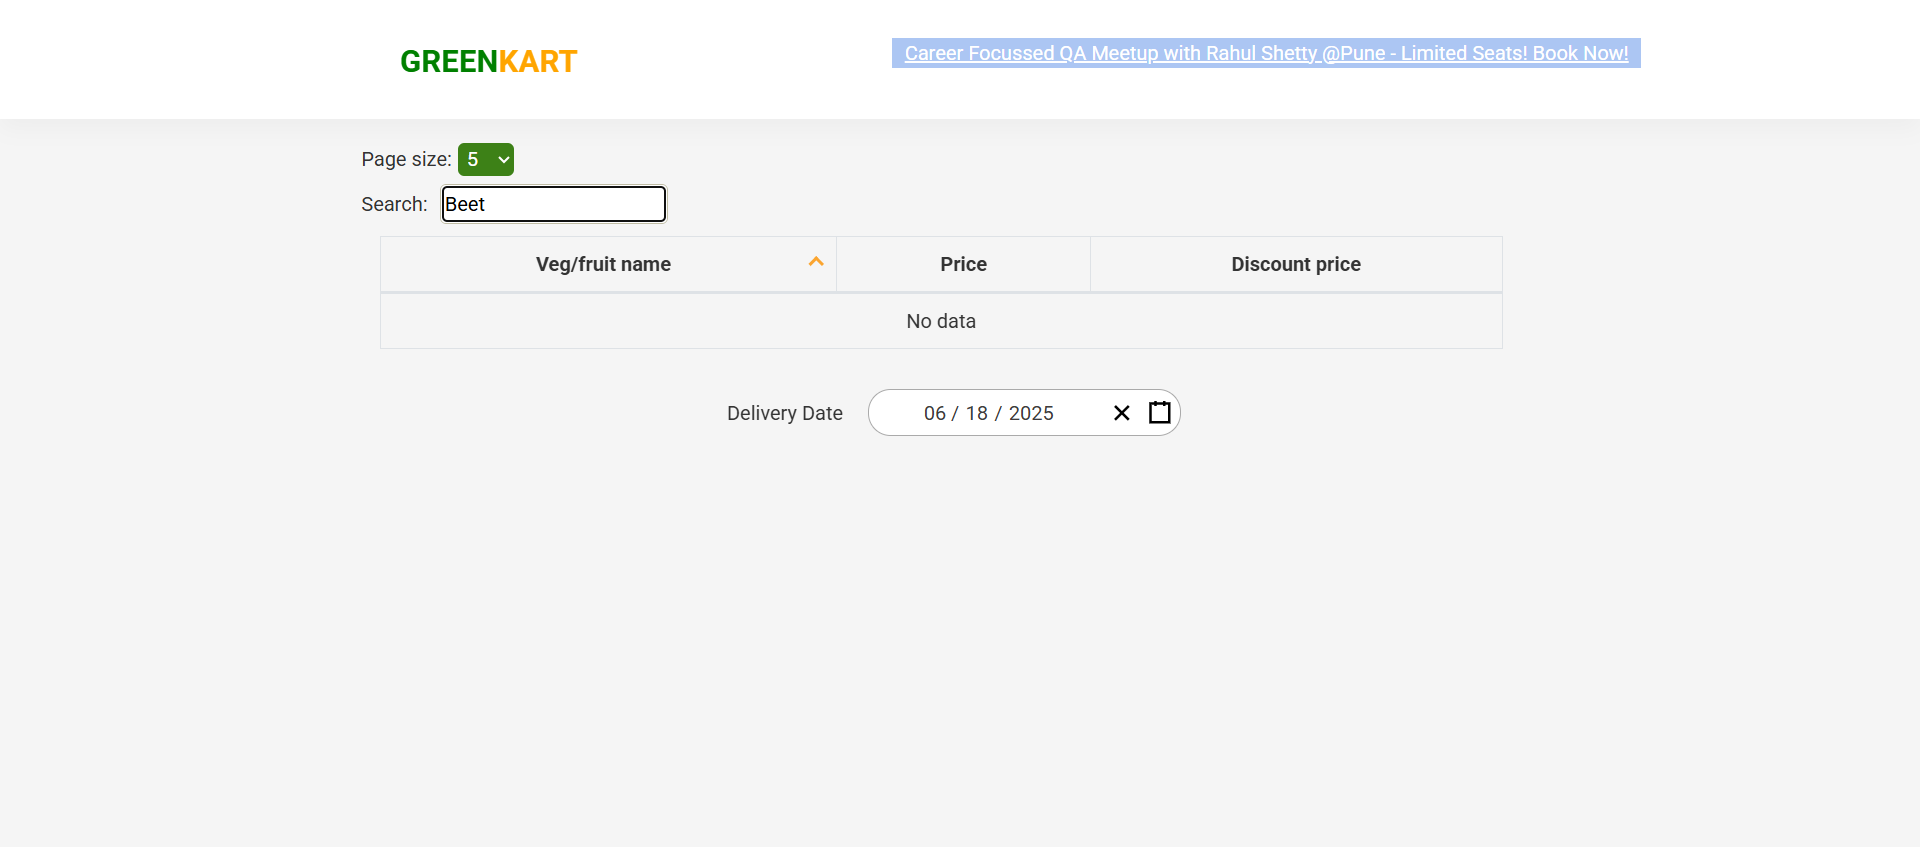 GREENKART
Career Focussed QA Meetup with Rahul Shetty @Pune - Limited Seats! Book Now!
Page size: 5
Search: Beet
Veg/fruit name Price Discount price
No data
Delivery Date 06 / 18 / 2025